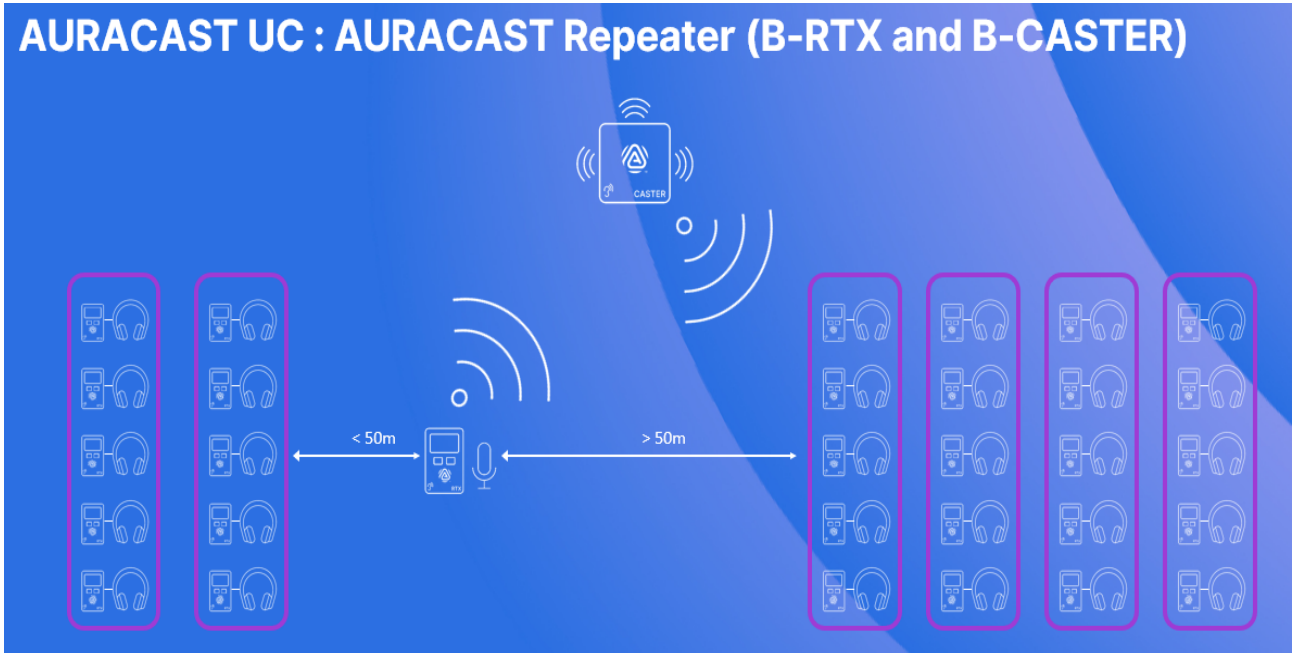 AURACAST UC : AURACAST Repeater (B-RTX and B-CASTER)
CASTER
< 50m
> 50m
RTX